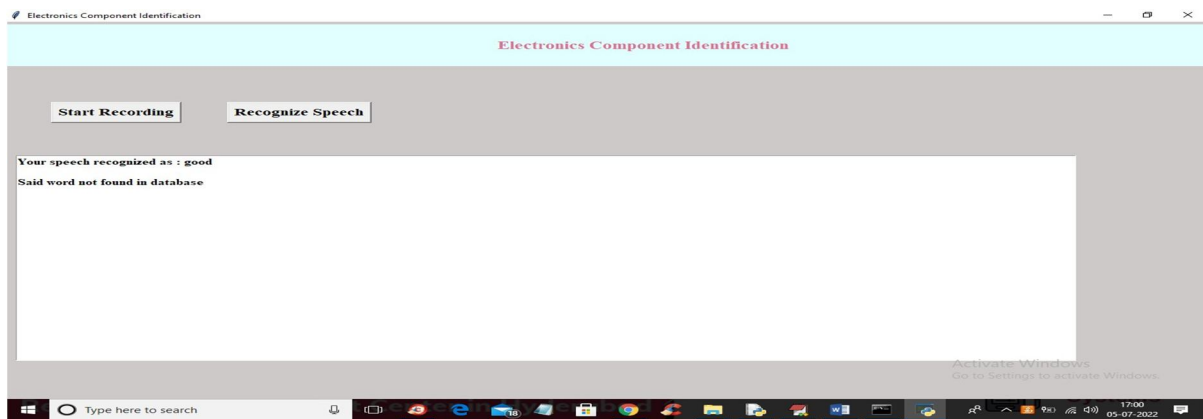 Electronics Component Identification
Electronics Component Identification
Start Recording Recognize Speech
Your speech recognized as : good
Said word not found in database
Activate Windows
Go to Settings to activate Windows.
Type here to search
17:00
05-07-2022